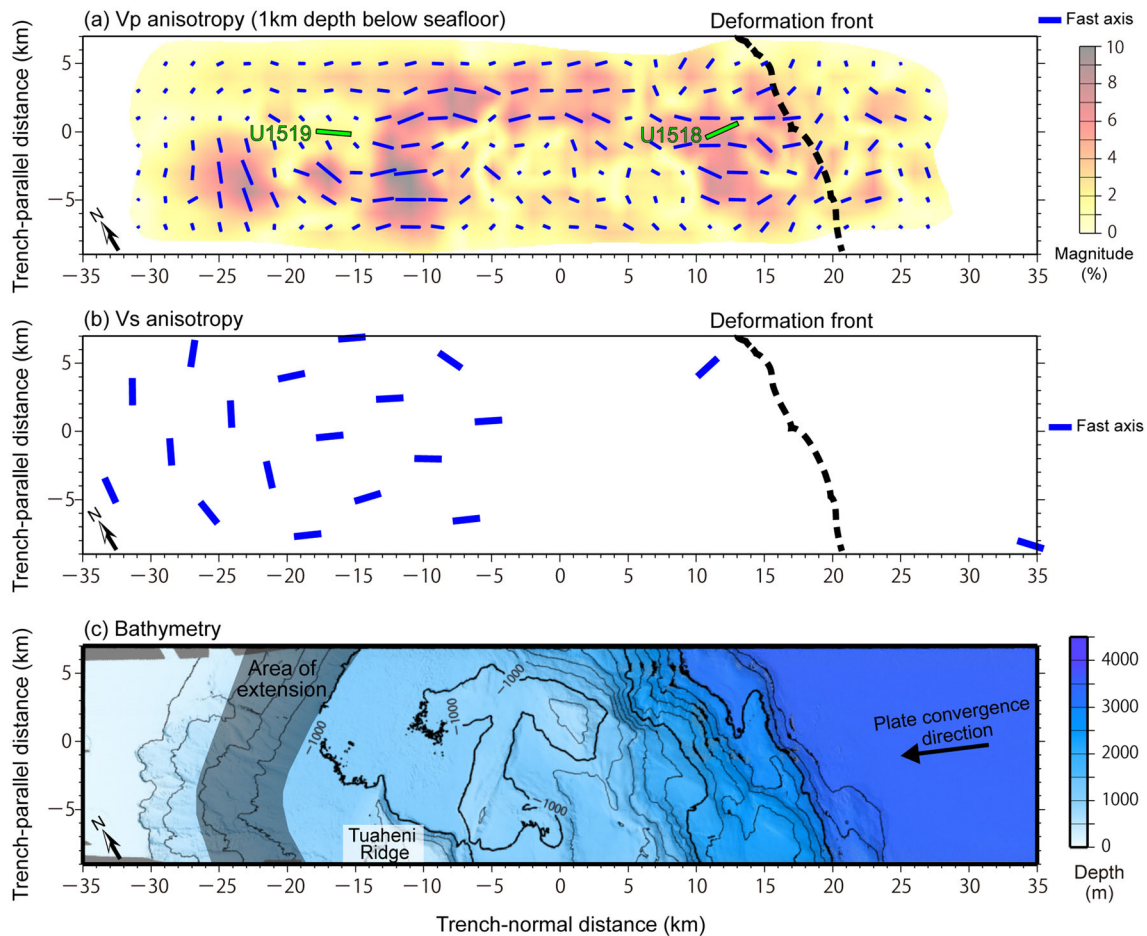 (a) Vp anisotropy (1km depth below seafloor)
Deformation front
Fast axis
Trench-parallel distance (km)
5
0
−5
U1519
U1518
N
−35 −30 −25 −20 −15 −10 −5 0 5 10 15 20 25 30 35
10
8
6
4
2
0
Magnitude
(%)
(b) Vs anisotropy
Deformation front
Trench-parallel distance (km)
5
0
−5
Fast axis
N
−35 −30 −25 −20 −15 −10 −5 0 5 10 15 20 25 30 35
(c) Bathymetry
Trench-parallel distance (km)
5
0
−5
Area of
extension
−1000
−1000
−1000
−1000
−1000
Plate convergence
direction
Tuaheni
Ridge
N
4000
3000
2000
1000
0
Depth
(m)
−35 −30 −25 −20 −15 −10 −5 0 5 10 15 20 25 30 35
Trench-normal distance (km)